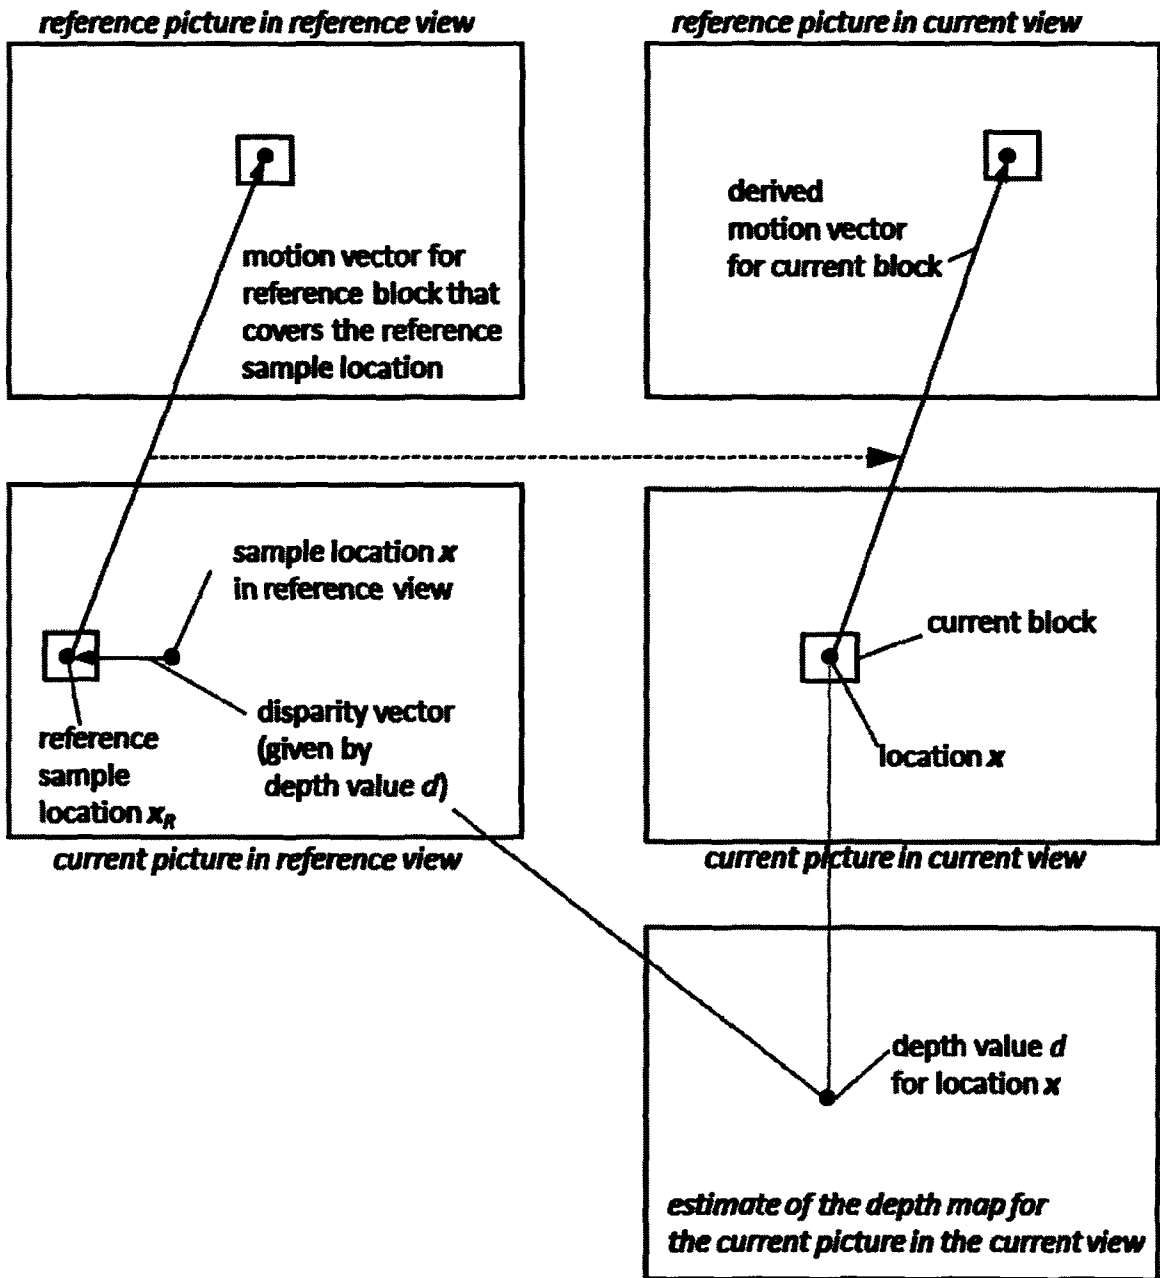 reference picture in reference view
reference picture in current view
motion vector for
reference block that
covers the reference
sample location
derived
motion vector
for current block
sample location x
in reference view
disparity vector
(given by
depth value d)
reference
sample
location xR
current picture in reference view
current block
location x
current picture in current view
depth value d
for location x
estimate of the depth map for
the current picture in the current view